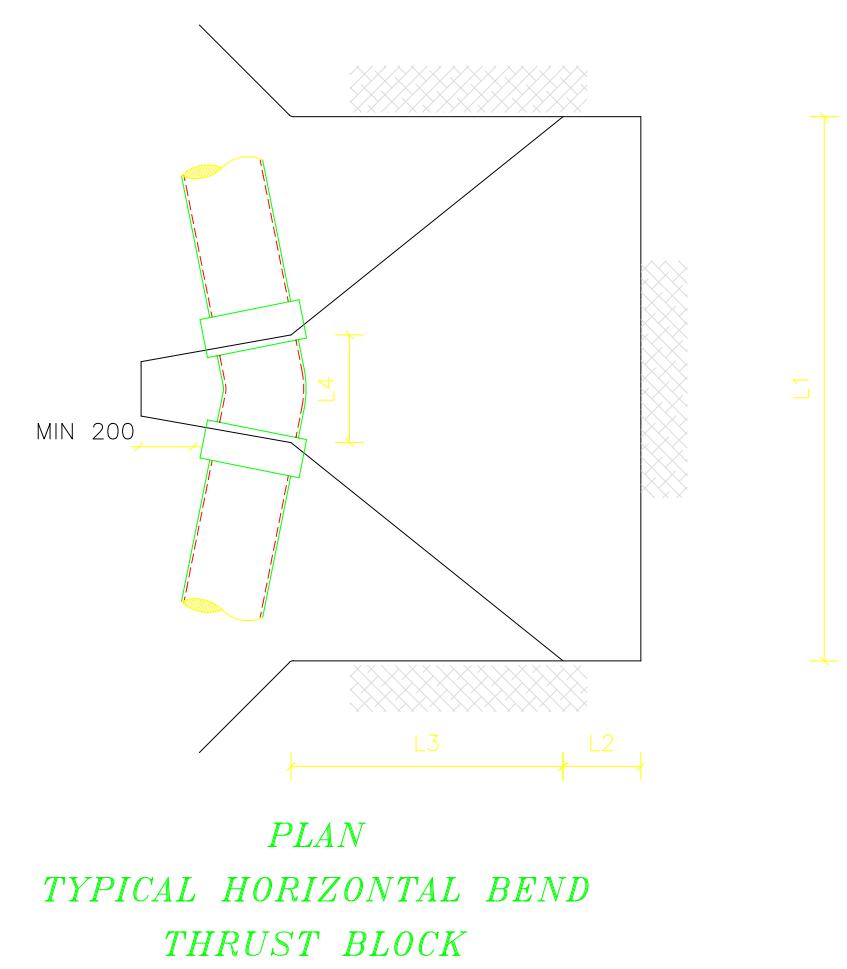 L1
L4
MIN 200
L3
L2
PLAN
TYPICAL HORIZONTAL BEND
THRUST BLOCK